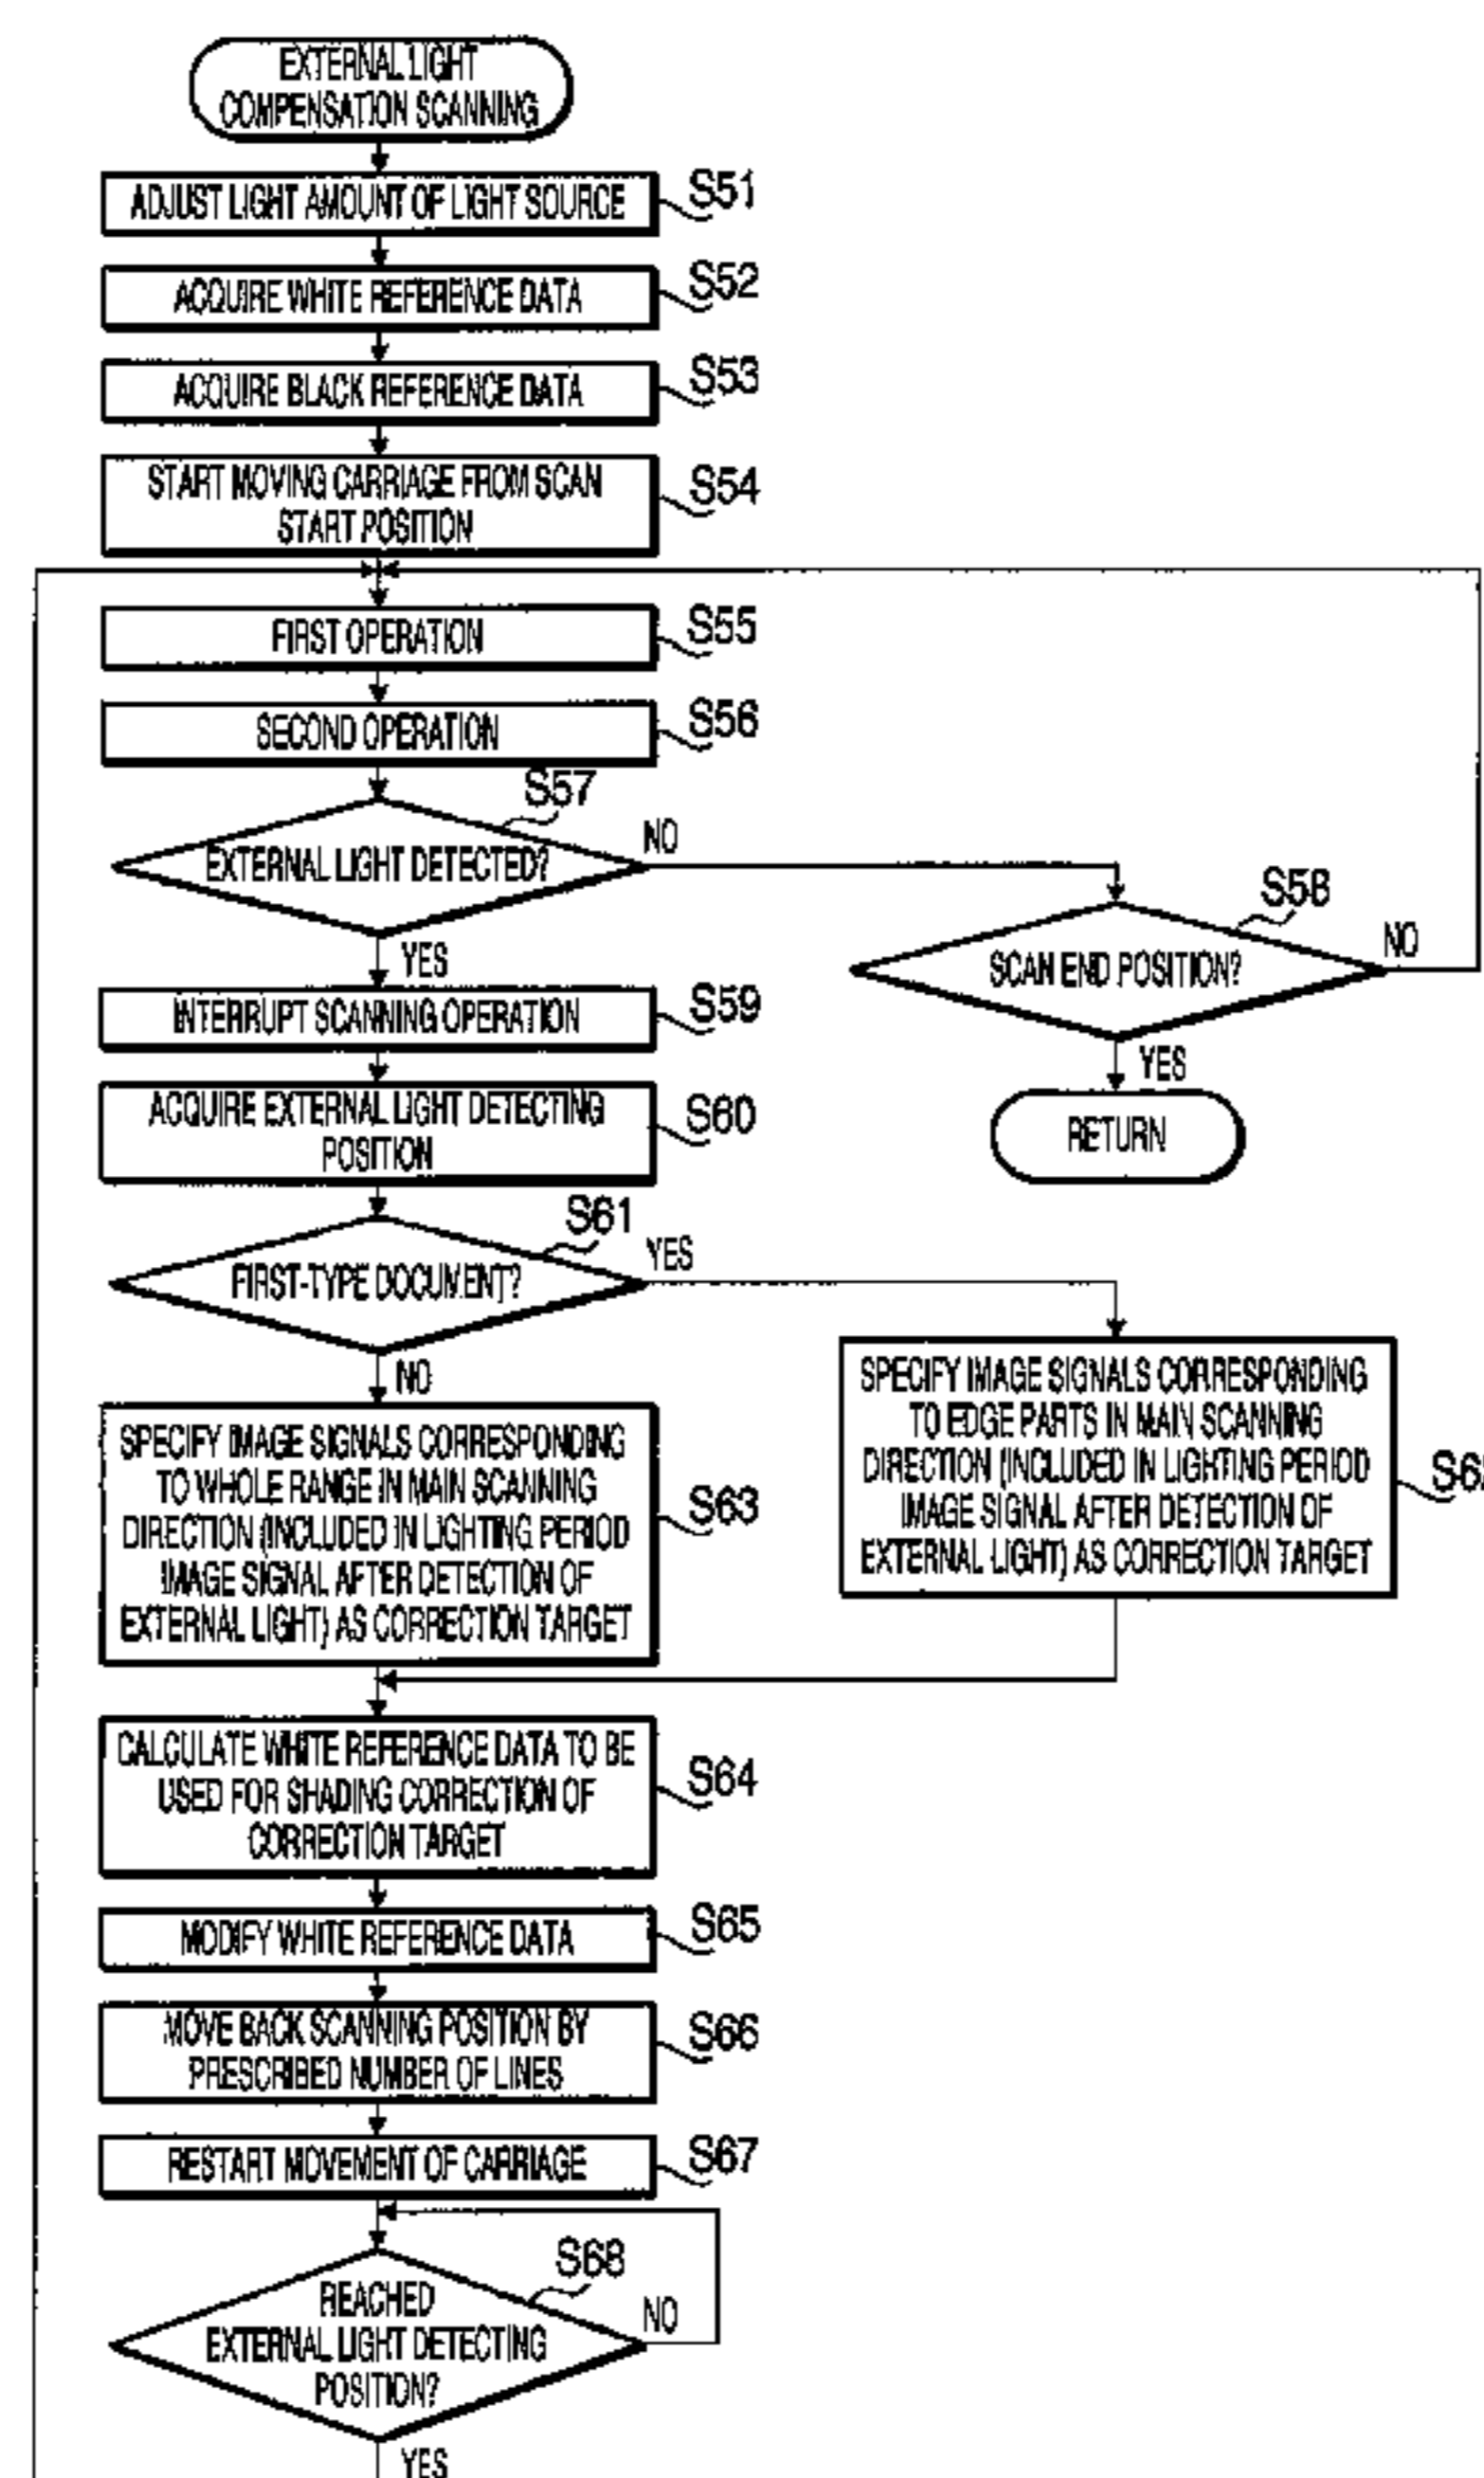 EXTERNAL LIGHT
COMPENSATION SCANNING
ADJUST LIGHT AMOUNT OF LIGHT SOURCE
S51
ACQUIRE WHITE REFERENCE DATA
S52
ACQUIRE BLACK REFERENCE DATA
S53
START MOVING CARRIAGE FROM SCAN
START POSITION
S54
FIRST OPERATION
S55
SECOND OPERATION
S56
S57
EXTERNAL LIGHT DETECTED?
NO
YES
S58
SCAN END POSITION?
NO
YES
RETURN
INTERRUPT SCANNING OPERATION
S59
ACQUIRE EXTERNAL LIGHT DETECTING
POSITION
S60
S61
FIRST-TYPE DOCUMENT?
YES
NO
SPECIFY IMAGE SIGNALS CORRESPONDING
TO EDGE PARTS IN MAIN SCANNING
DIRECTION (INCLUDED IN LIGHTING PERIOD
IMAGE SIGNAL AFTER DETECTION OF
EXTERNAL LIGHT) AS CORRECTION TARGET
SPECIFY IMAGE SIGNALS CORRESPONDING
TO WHOLE RANGE IN MAIN SCANNING
DIRECTION (INCLUDED IN LIGHTING PERIOD
IMAGE SIGNAL AFTER DETECTION OF
EXTERNAL LIGHT) AS CORRECTION TARGET
S63
CALCULATE WHITE REFERENCE DATA TO BE
USED FOR SHADING CORRECTION OF
CORRECTION TARGET
S64
MODIFY WHITE REFERENCE DATA
S65
MOVE BACK SCANNING POSITION BY
PRESCRIBED NUMBER OF LINES
S66
RESTART MOVEMENT OF CARRIAGE
S67
S68
REACHED
EXTERNAL LIGHT DETECTING
POSITION?
NO
YES